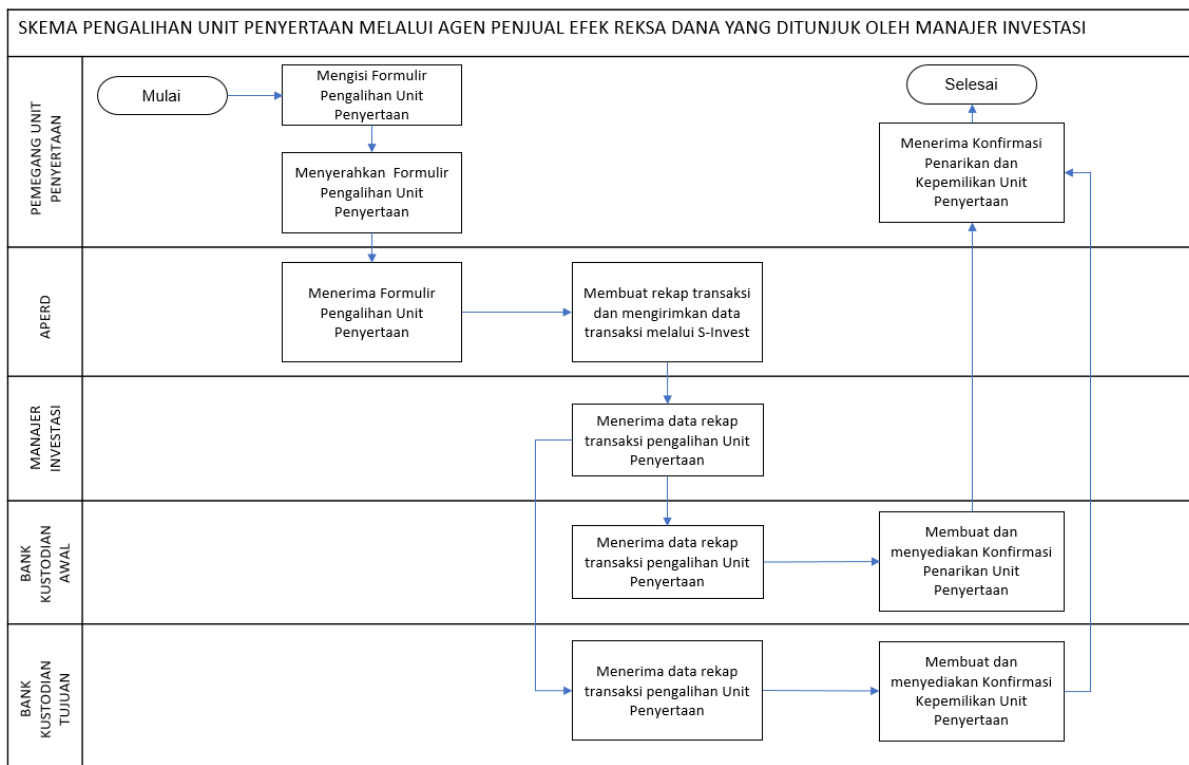 SKEMA PENGALIHAN UNIT PENYERTAAN MELALUI AGEN PENJUAL EFEK REKSA DANA YANG DITUNJUK OLEH MANAJER INVESTASI
PEMEGANG UNIT
PENYERTAAN
Mulai
Mengisi Formulir
Pengalihan Unit
Penyertaan
Menyerahkan Formulir
Pengalihan Unit
Penyertaan
Selesai
Menerima Konfirmasi
Penarikan dan
Kepemilikan Unit
Penyertaan
APERD
Menerima Formulir
Pengalihan Unit
Penyertaan
Membuat rekap transaksi
dan mengirimkan data
transaksi melalui S-Invest
MANAJER
INVESTASI
Menerima data rekap
transaksi pengalihan Unit
Penyertaan
BANK
KUSTODIAN
AWAL
Menerima data rekap
transaksi pengalihan Unit
Penyertaan
Membuat dan
menyediakan Konfirmasi
Penarikan Unit
Penyertaan
BANK
KUSTODIAN
TUJUAN
Menerima data rekap
transaksi pengalihan Unit
Penyertaan
Membuat dan
menyediakan Konfirmasi
Kepemilikan Unit
Penyertaan